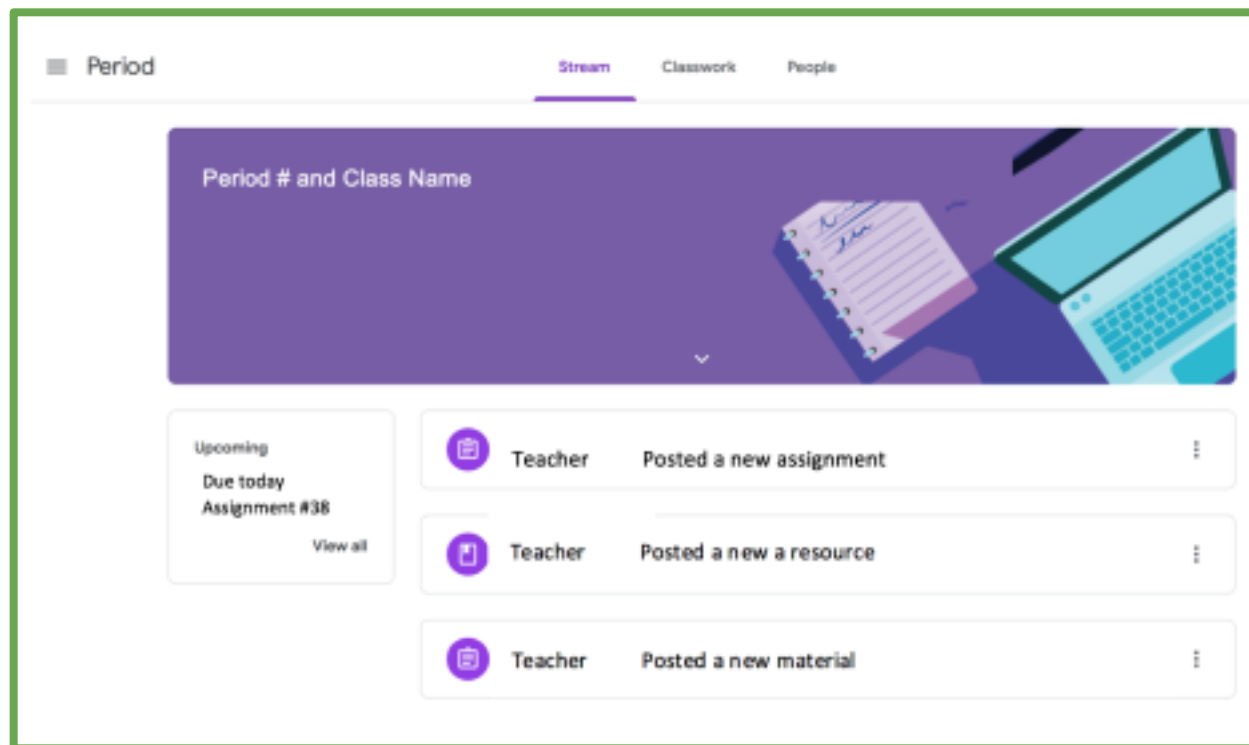 Period
Stream Classwork People
Period # and Class Name
Upcoming
Due today
Assignment #38
View all
Teacher Posted a new assignment
Teacher Posted a new a resource
Teacher Posted a new material